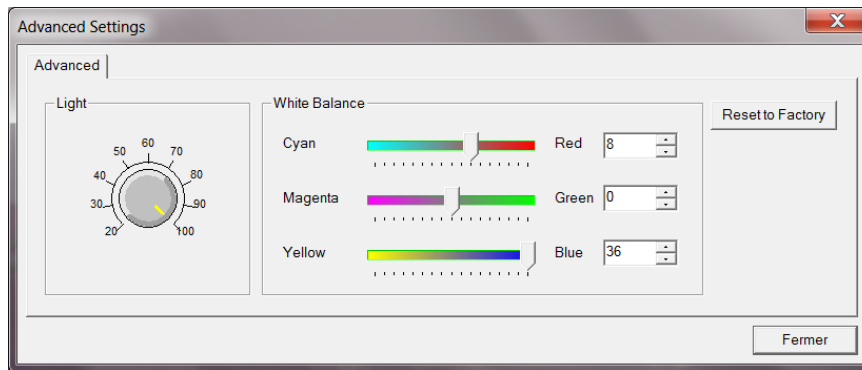 Advanced Settings
X
Advanced
Light
20
30
40
50
60
70
80
90
100
White Balance
Cyan Red 8
Magenta Green 0
Yellow Blue 36
Reset to Factory
Fermer